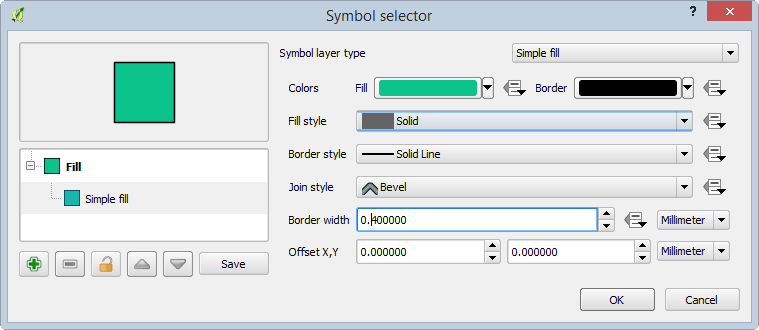 Symbol selector
? ×
Symbol layer type Simple fill
Colors Fill Border
Fill style Solid
Border style Solid Line
Join style Bevel
Border width 0.400000 Millimeter
Offset X,Y 0.000000 0.000000 Millimeter
Fill
Simple fill
Save
OK Cancel